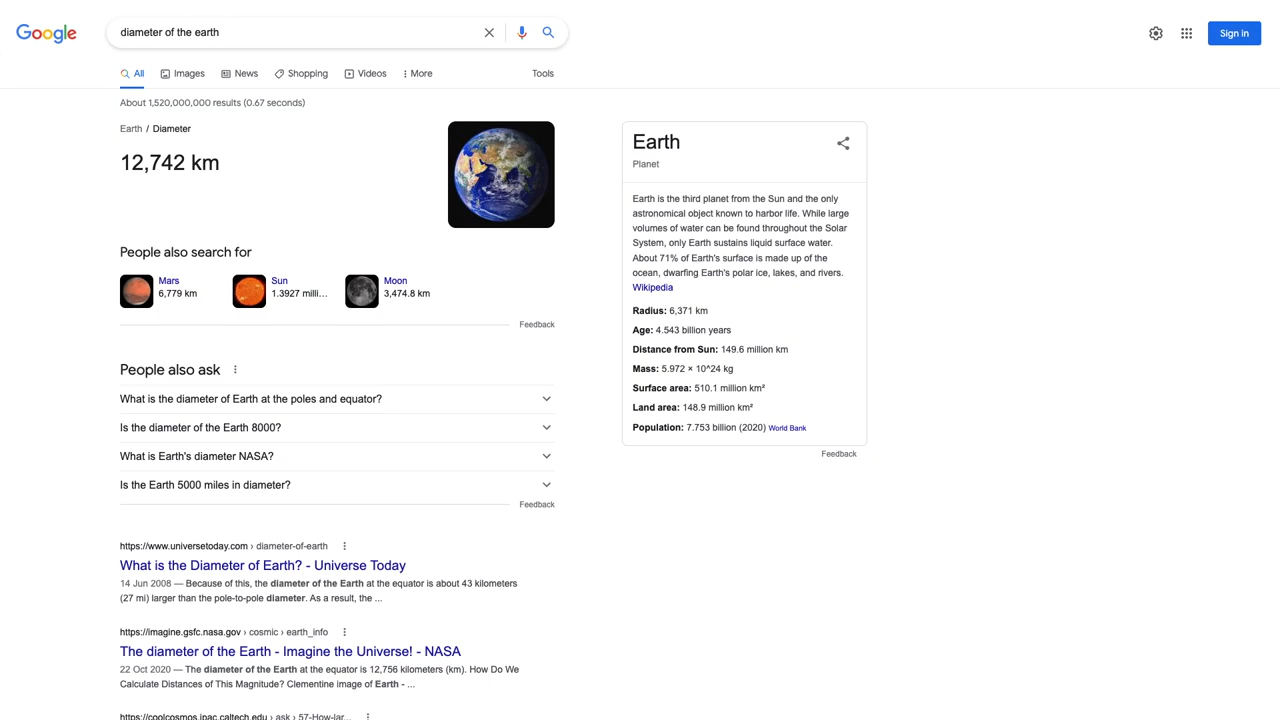 Google
diameter of the earth
Sign in
All
Images
News
Shopping
Videos
More
Tools
About 1,520,000,000 results (0.67 seconds)
Earth / Diameter
12,742 km
People also search for
Mars
6,779 km
Sun
1.3927 milli...
Moon
3,474.8 km
Feedback
People also ask
What is the diameter of Earth at the poles and equator?
Is the diameter of the Earth 8000?
What is Earth's diameter NASA?
Is the Earth 5000 miles in diameter?
Feedback
https://www.universetoday.com › diameter-of-earth
What is the Diameter of Earth? - Universe Today
14 Jun 2008 — Because of this, the diameter of the Earth at the equator is about 43 kilometers
(27 mi) larger than the pole-to-pole diameter. As a result, the ...
https://imagine.gsfc.nasa.gov › cosmic › earth_info
The diameter of the Earth - Imagine the Universe! - NASA
22 Oct 2020 — The diameter of the Earth at the equator is 12,756 kilometers (km). How Do We
Calculate Distances of This Magnitude? Clementine image of Earth - ...
https://coolcosmos.ipac.caltech.edu › ask › 57-How-lar...
Earth
Planet
Earth is the third planet from the Sun and the only
astronomical object known to harbor life. While large
volumes of water can be found throughout the Solar
System, only Earth sustains liquid surface water.
About 71% of Earth's surface is made up of the
ocean, dwarfing Earth's polar ice, lakes, and rivers.
Wikipedia
Radius: 6,371 km
Age: 4.543 billion years
Distance from Sun: 149.6 million km
Mass: 5.972 × 10^24 kg
Surface area: 510.1 million km²
Land area: 148.9 million km²
Population: 7.753 billion (2020) World Bank
Feedback